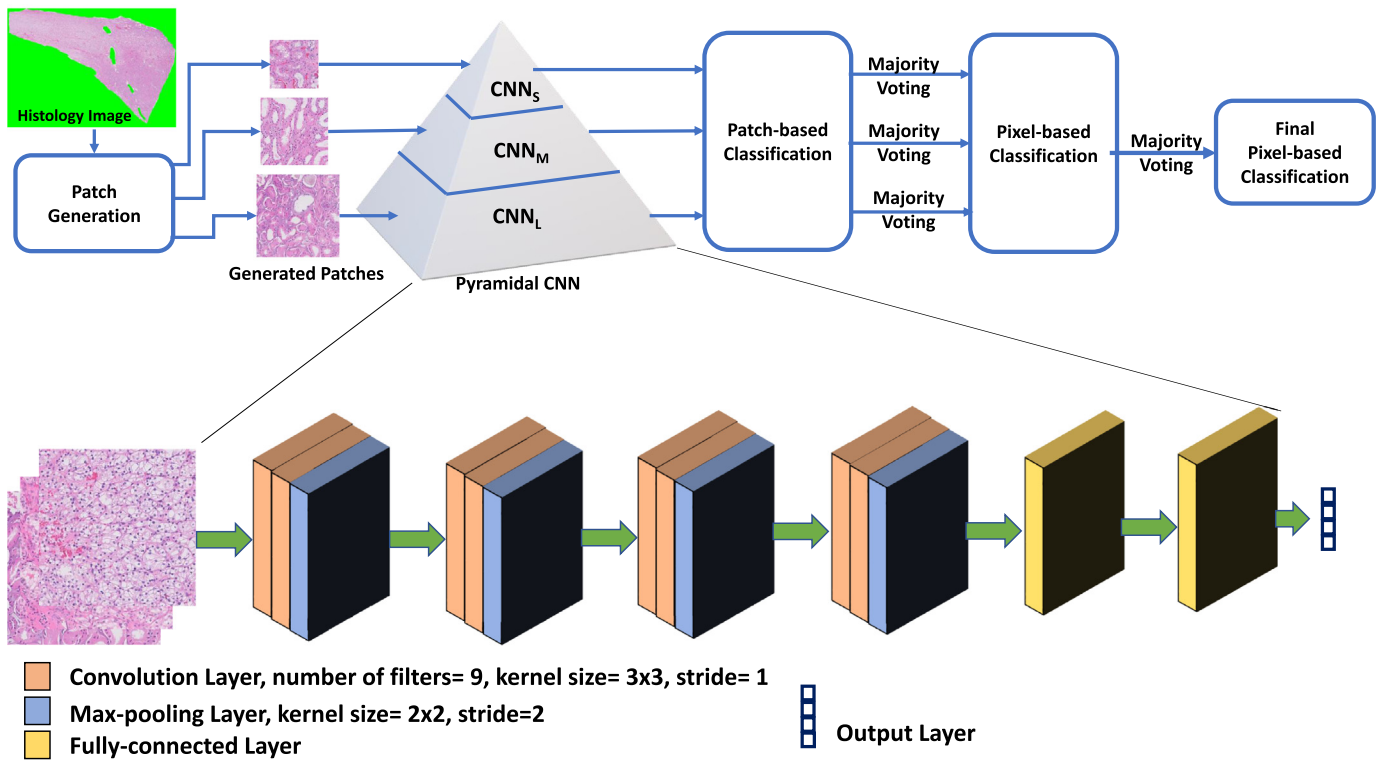 Histology Image
Patch
Generation
Generated Patches
CNNS
CNNM
CNNL
Pyramidal CNN
Patch-based
Classification
Majority
Voting
Majority
Voting
Majority
Voting
Pixel-based
Classification
Majority
Voting
Final
Pixel-based
Classification
Convolution Layer, number of filters= 9, kernel size= 3x3, stride= 1
Max-pooling Layer, kernel size= 2x2, stride=2
Fully-connected Layer
Output Layer